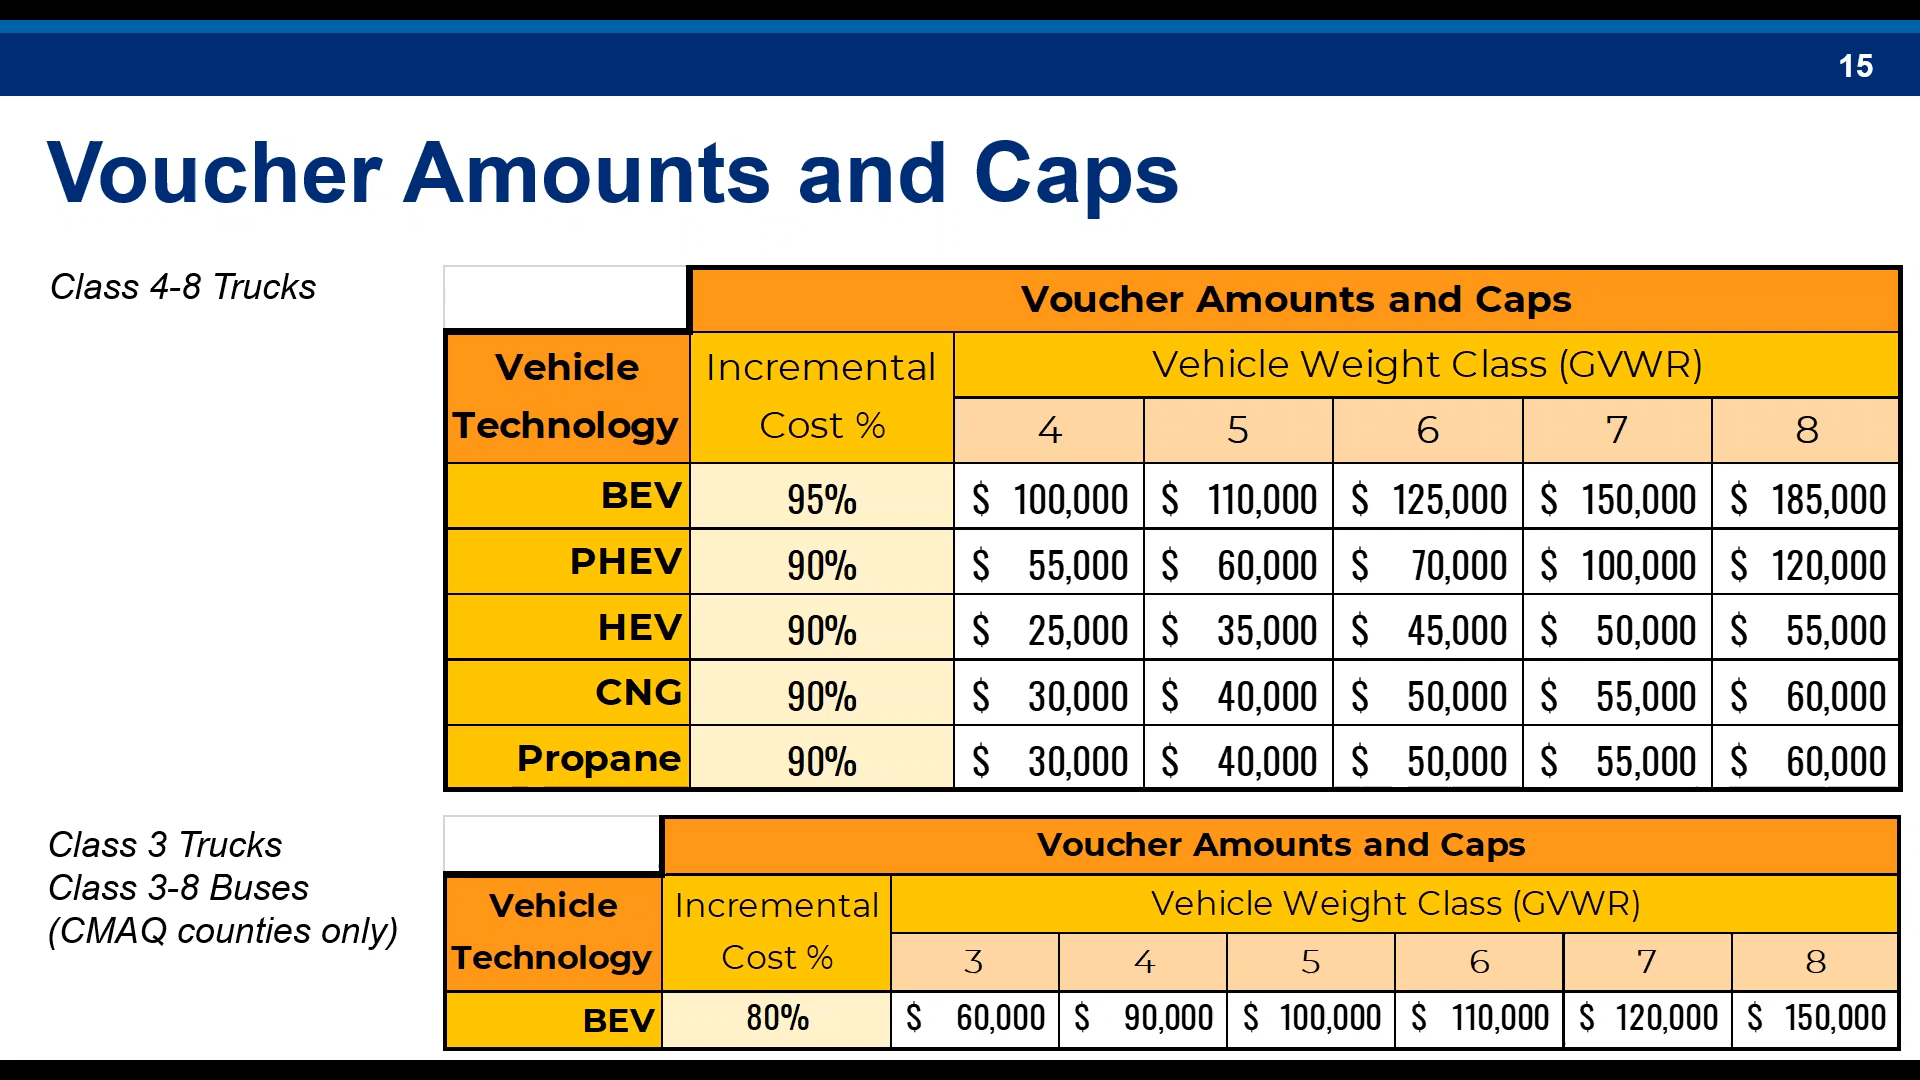 15
Voucher Amounts and Caps
Class 4-8 Trucks
Voucher Amounts and Caps
Vehicle Technology Incremental Cost % Vehicle Weight Class (GVWR)
4 5 6 7 8
BEV 95% $ 100,000 $ 110,000 $ 125,000 $ 150,000 $ 185,000
PHEV 90% $ 55,000 $ 60,000 $ 70,000 $ 100,000 $ 120,000
HEV 90% $ 25,000 $ 35,000 $ 45,000 $ 50,000 $ 55,000
CNG 90% $ 30,000 $ 40,000 $ 50,000 $ 55,000 $ 60,000
Propane 90% $ 30,000 $ 40,000 $ 50,000 $ 55,000 $ 60,000
Class 3 Trucks
Class 3-8 Buses
(CMAQ counties only)
Voucher Amounts and Caps
Vehicle Technology Incremental Cost % Vehicle Weight Class (GVWR)
3 4 5 6 7 8
BEV 80% $ 60,000 $ 90,000 $ 100,000 $ 110,000 $ 120,000 $ 150,000